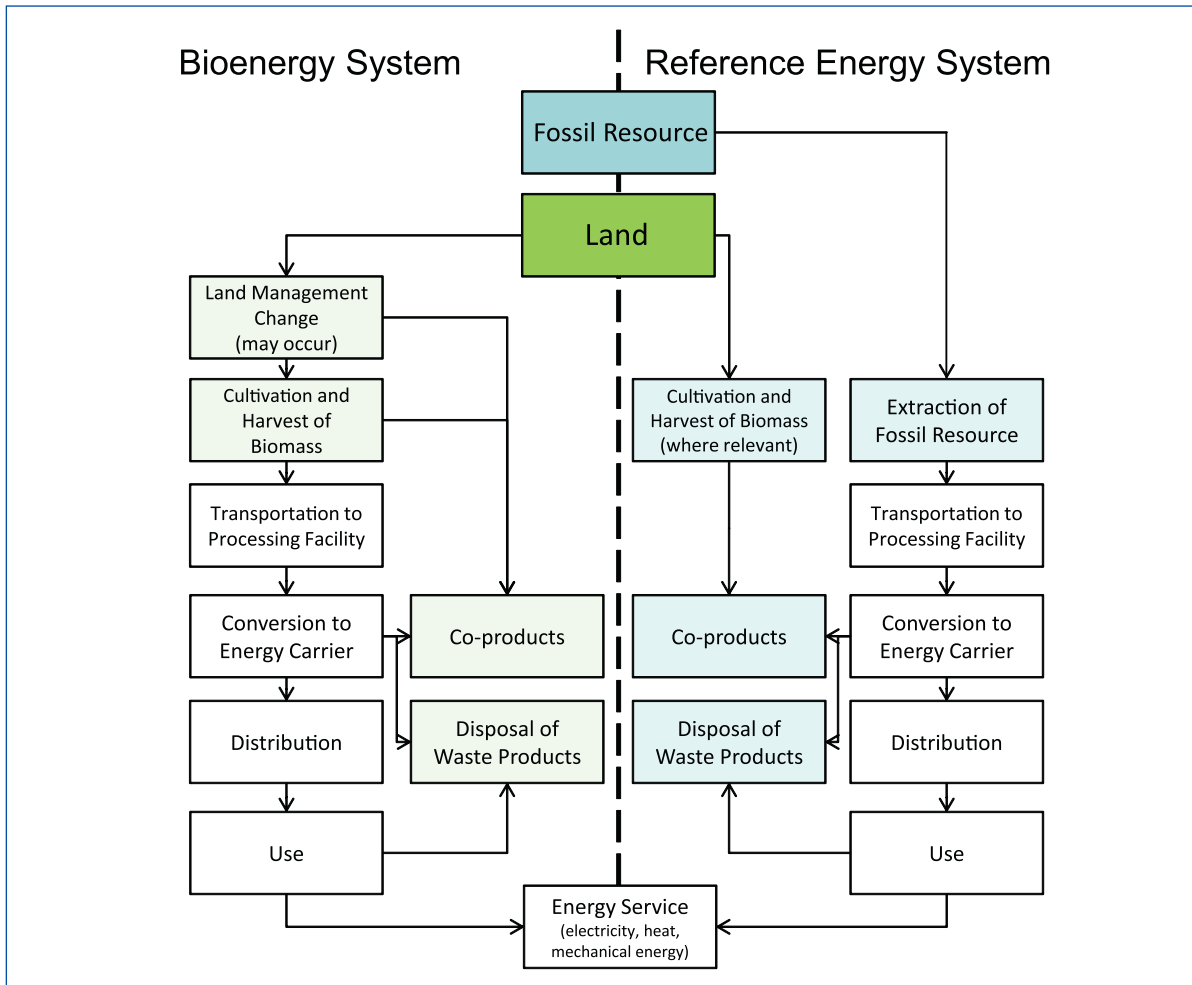 Bioenergy System
Reference Energy System
Fossil Resource
Land
Land Management
Change
(may occur)
Cultivation and
Harvest of
Biomass
Transportation to
Processing Facility
Conversion to
Energy Carrier
Distribution
Use
Co-products
Disposal of
Waste Products
Cultivation and
Harvest of Biomass
(where relevant)
Co-products
Disposal of
Waste Products
Extraction of
Fossil Resource
Transportation to
Processing Facility
Conversion to
Energy Carrier
Distribution
Use
Energy Service
(electricity, heat,
mechanical energy)